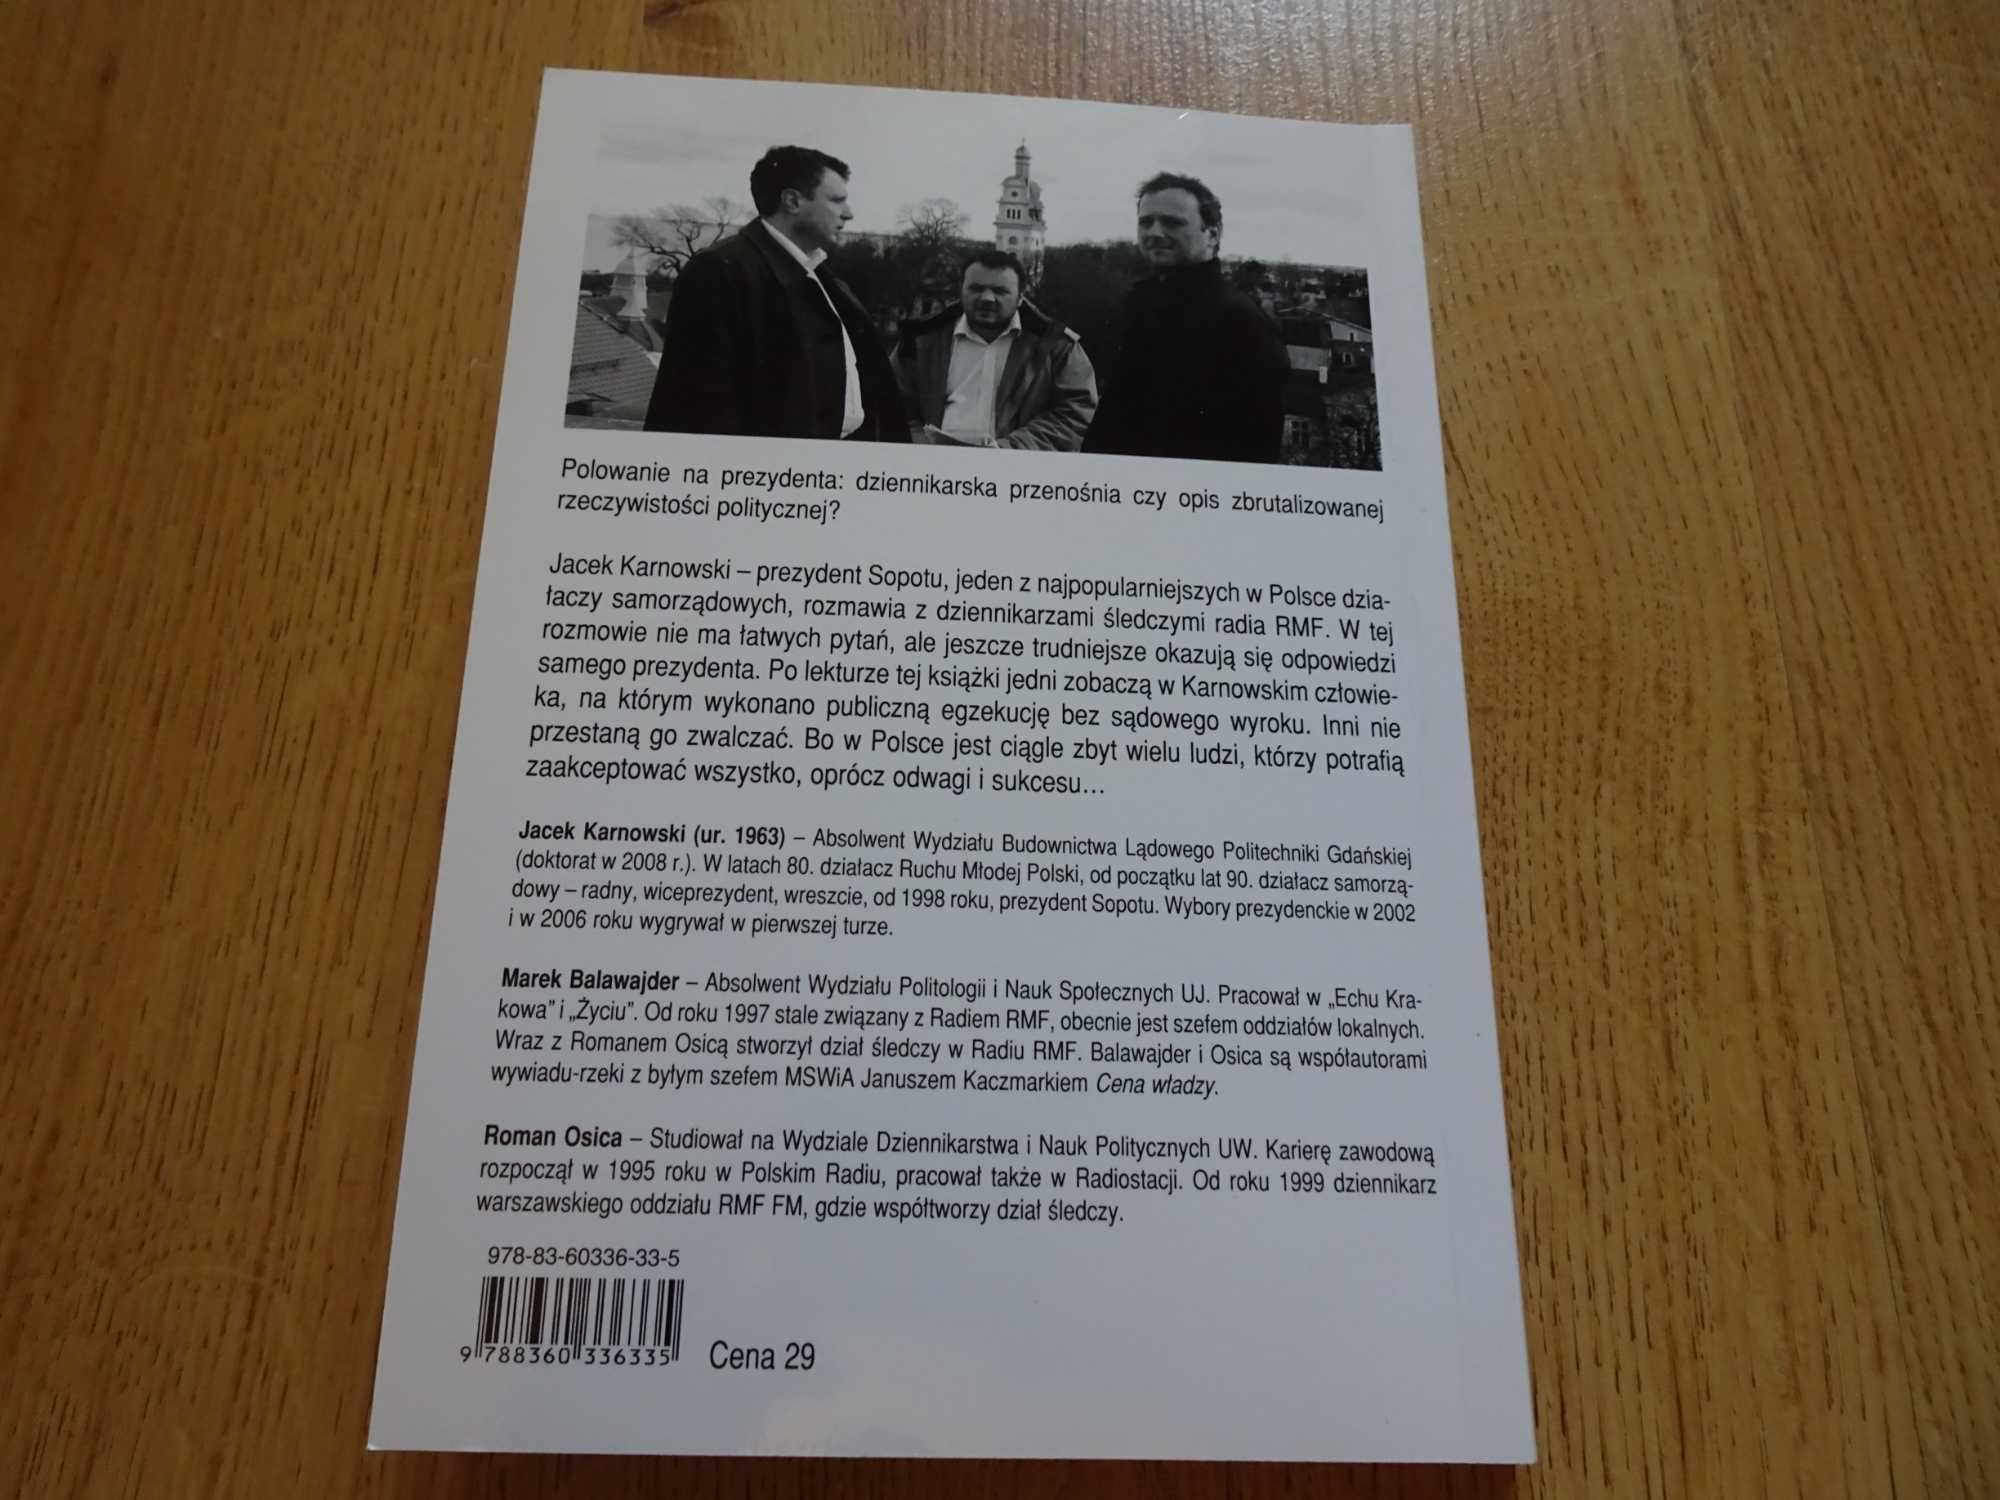 Polowanie na prezydenta: dziennikarska przenośnia czy opis zbrutalizowanej
rzeczywistości politycznej?
Jacek Karnowski – prezydent Sopotu, jeden z najpopularniejszych w Polsce dzia-
łaczy samorządowych, rozmawia z dziennikarzami śledczymi radia RMF. W tej
rozmowie nie ma łatwych pytań, ale jeszcze trudniejsze okazują się odpowiedzi
samego prezydenta. Po lekturze tej książki jedni zobaczą w Karnowskim człowie-
ka, na którym wykonano publiczną egzekucję bez sądowego wyroku. Inni nie
przestaną go zwalczać. Bo w Polsce jest ciągle zbyt wielu ludzi, którzy potrafią
zaakceptować wszystko, oprócz odwagi i sukcesu...
Jacek Karnowski (ur. 1963) – Absolwent Wydziału Budownictwa Lądowego Politechniki Gdańskiej
(doktorat w 2008 r.). W latach 80. działacz Ruchu Młodej Polski, od początku lat 90. działacz samorzą-
dowy – radny, wiceprezydent, wreszcie, od 1998 roku, prezydent Sopotu. Wybory prezydenckie w 2002
i w 2006 roku wygrywał w pierwszej turze.
Marek Balawajder – Absolwent Wydziału Politologii i Nauk Społecznych UJ. Pracował w „Echu Kra-
kowa” i „Życiu”. Od roku 1997 stale związany z Radiem RMF, obecnie jest szefem oddziałów lokalnych.
Wraz z Romanem Osicą stworzył dział śledczy w Radiu RMF. Balawajder i Osica są współautorami
wywiadu-rzeki z byłym szefem MSWiA Januszem Kaczmarkiem Cena władzy.
Roman Osica – Studiował na Wydziale Dziennikarstwa i Nauk Politycznych UW. Karierę zawodową
rozpoczął w 1995 roku w Polskim Radiu, pracował także w Radiostacji. Od roku 1999 dziennikarz
warszawskiego oddziału RMF FM, gdzie współtworzy dział śledczy.
978-83-60336-33-5
9 788360 336335
Cena 29